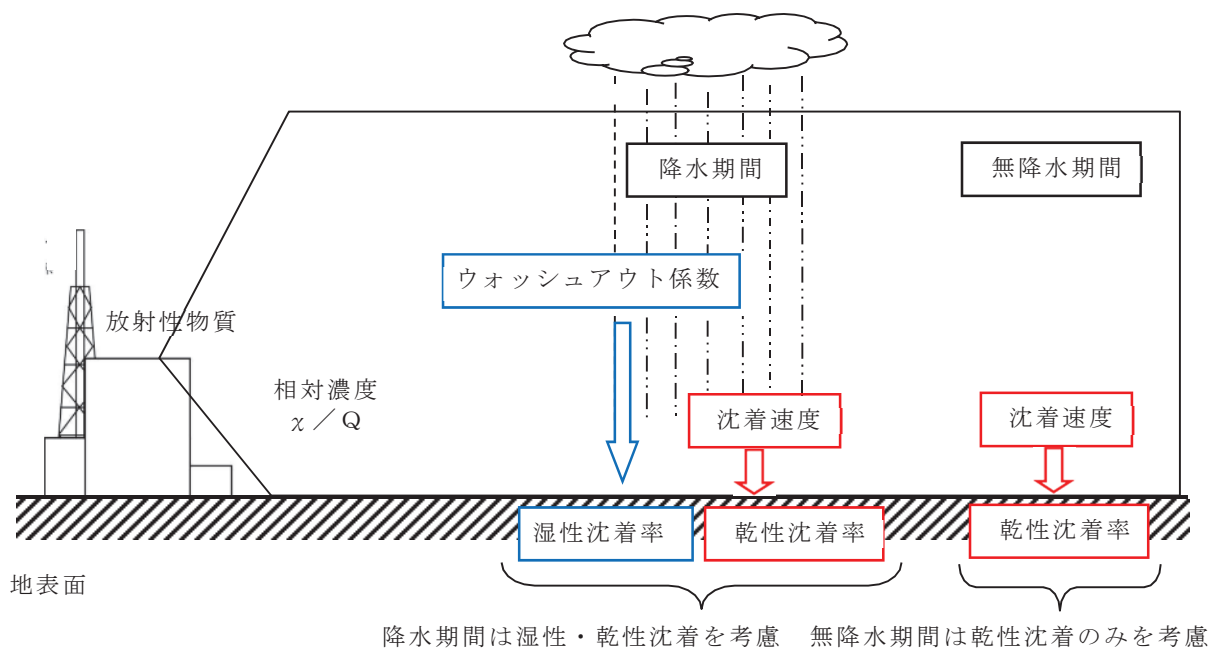 降水期間
無降水期間
ウォッシュアウト係数
放射性物質
相対濃度
χ/Q
沈着速度
沈着速度
湿性沈着率
乾性沈着率
乾性沈着率
地表面
降水期間は湿性・乾性沈着を考慮
無降水期間は乾性沈着のみを考慮